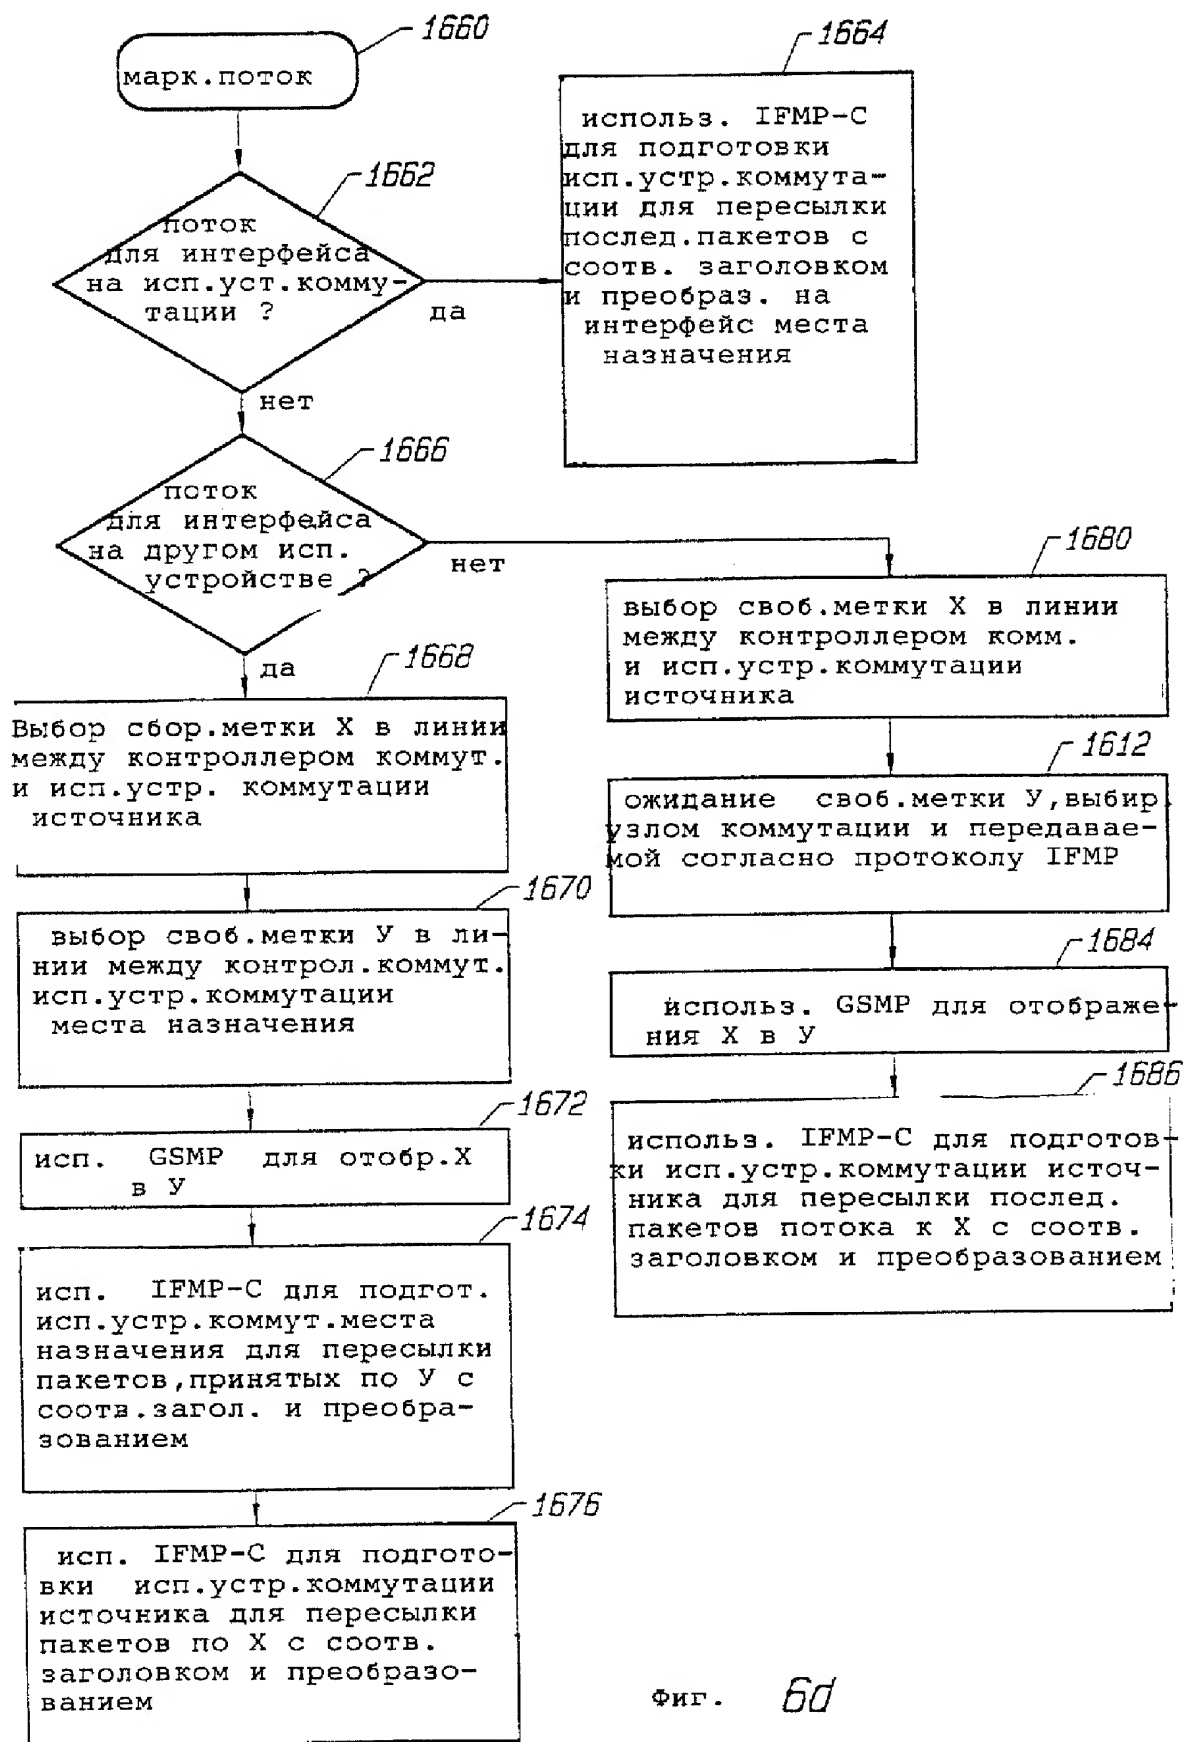 1660
марк.поток
1664
использ. IFMP-C
для подготовки
исп.устр.коммута-
ции для пересылки
послед.пакетов с
соотв. заголовком
и преобраз. на
интерфейс места
назначения
1662
поток
для интерфейса
на исп.уст.комму-
тации ?
да
нет
1666
поток
для интерфейса
на другом исп.
устройстве ?
нет
да
1668
Выбор сбор.метки X в линии
между контроллером коммут.
и исп.устр. коммутации
источника
1670
выбор своб.метки У в ли-
нии между контрол.коммут.
исп.устр.коммутации
места назначения
1672
исп. GSMP для отобр.X
в У
1674
исп. IFMP-C для подгот.
исп.устр.коммут.места
назначения для пересылки
пакетов,принятых по У с
соотв.загол. и преобра-
зованием
1676
исп. IFMP-C для подгото-
вки исп.устр.коммутации
источника для пересылки
пакетов по X с соотв.
заголовком и преобразо-
ванием
1680
выбор своб.метки X в линии
между контроллером комм.
и исп.устр.коммутации
источника
1612
ожидание своб.метки У,выбир.
узлом коммутации и передавае-
мой согласно протоколу IFMP
1684
использ. GSMP для отображе-
ния X в У
1686
использ. IFMP-C для подготов-
ки исп.устр.коммутации источ-
ника для пересылки послед.
пакетов потока к X с соотв.
заголовком и преобразованием
Фиг. 6d